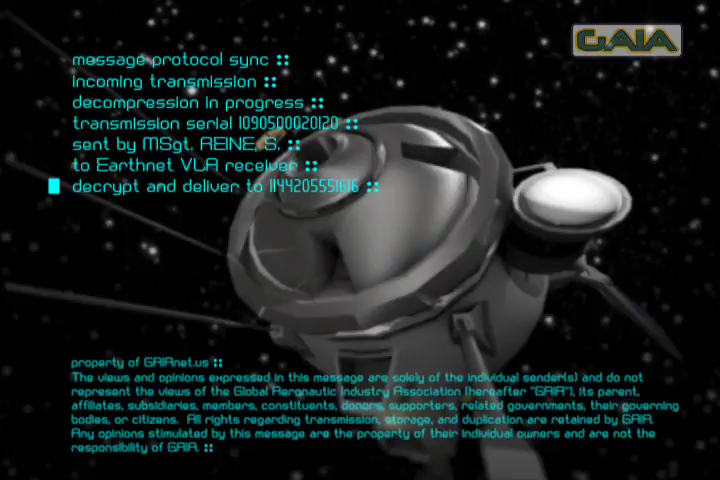 GAIA
message protocol sync ::
incoming transmission ::
decompression in progress ::
transmission serial 1090500020120 ::
sent by MSgt. REINE, S. ::
to Earthnet VLA receiver ::
decrypt and deliver to 1144205551616 ::
property of GAIAnet.us ::
The views and opinions expressed in this message are solely of the individual sender(s) and do not
represent the views of the Global Aeronautic Industry Association (hereafter "GAIA"), its parent,
affiliates, subsidiaries, members, constituents, donors, supporters, related governments, their governing
bodies, or citizens. All rights regarding transmission, storage, and duplication are retained by GAIA.
Any opinions stimulated by this message are the property of their individual owners and are not the
responsibility of GAIA. ::